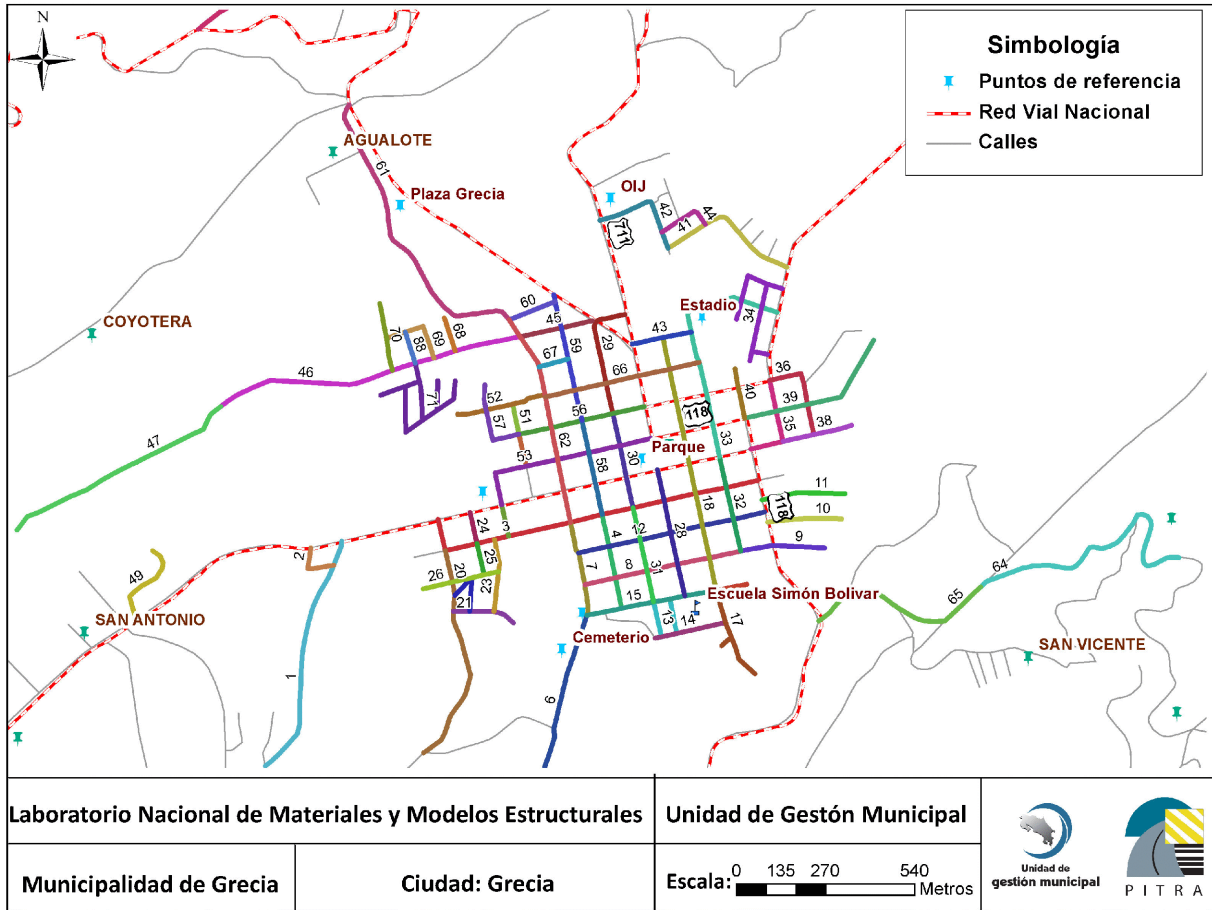 N
Simbología
Puntos de referencia
Red Vial Nacional
Calles
AGUALOTE
61
Plaza Grecia
OIJ
42
44
41
711
COYOTERA
60
45
59
29
43
Estadio
34
70
88
69
68
67
66
46
71
52
57
51
56
118
40
36
39
35
38
47
62
53
58
30
Parque
33
11
10
118
9
24
3
4
12
28
18
32
2
49
26
20
25
23
21
7
8
31
15
13
14
Escuela Simón Bolivar
17
64
65
SAN ANTONIO
Cemeterio
SAN VICENTE
1
6
Laboratorio Nacional de Materiales y Modelos Estructurales
Unidad de Gestón Municipal
Municipalidad de Grecia
Ciudad: Grecia
Escala:
0 135 270 540
Metros
Unidad de
gestión municipal
PITRA